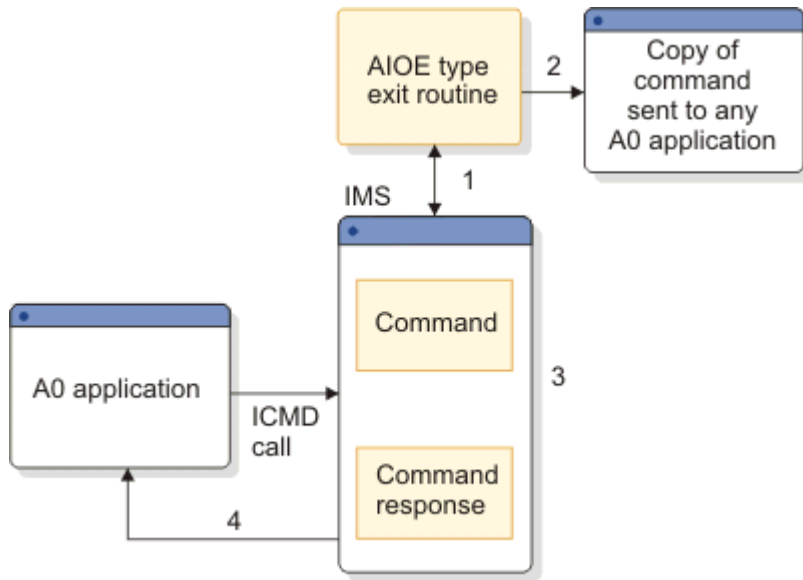 AIOE type
exit routine
2
Copy of
command
sent to any
A0 application
1
IMS
Command
3
A0 application
ICMD
call
Command
response
4